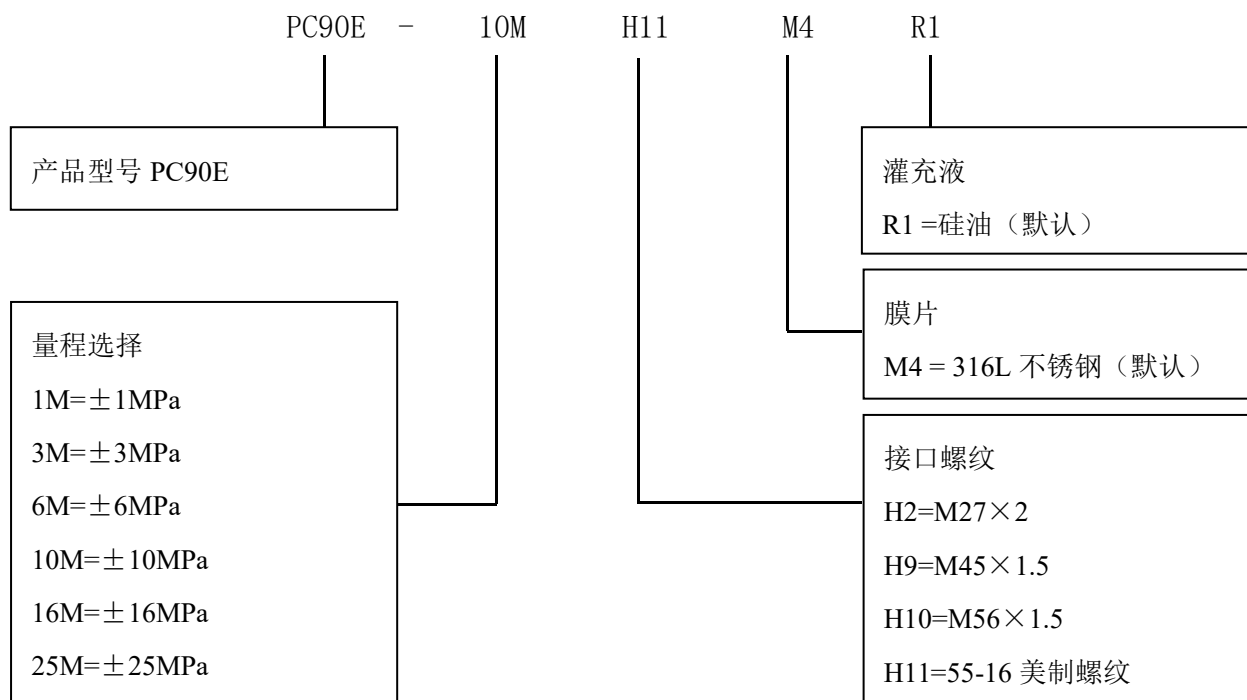 PC90E - 10M H11 M4 R1
产品型号 PC90E
灌充液
R1 =硅油（默认）
膜片
M4 = 316L 不锈钢（默认）
量程选择
1M=±1MPa
3M=±3MPa
6M=±6MPa
10M=±10MPa
16M=±16MPa
25M=±25MPa
接口螺纹
H2=M27×2
H9=M45×1.5
H10=M56×1.5
H11=55-16 美制螺纹